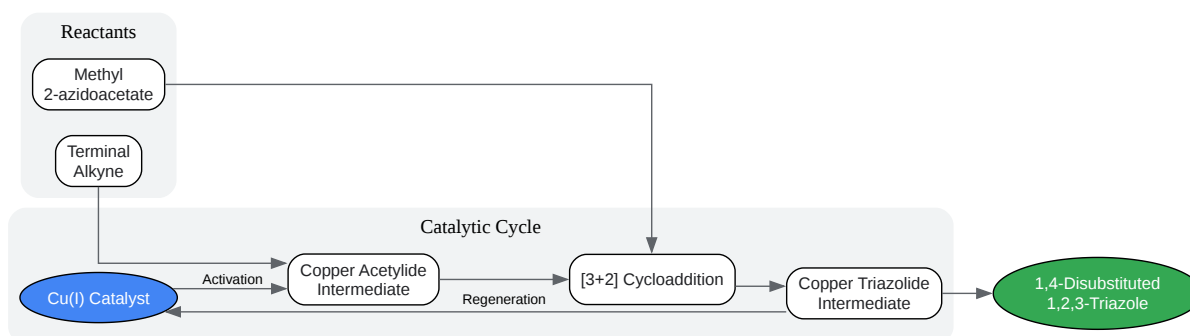 Reactants
Methyl
2-azidoacetate
Terminal
Alkyne
Catalytic Cycle
Cu(I) Catalyst
Activation
Copper Acetylide
Intermediate
[3+2] Cycloaddition
Regeneration
Copper Triazolide
Intermediate
1,4-Disubstituted
1,2,3-Triazole